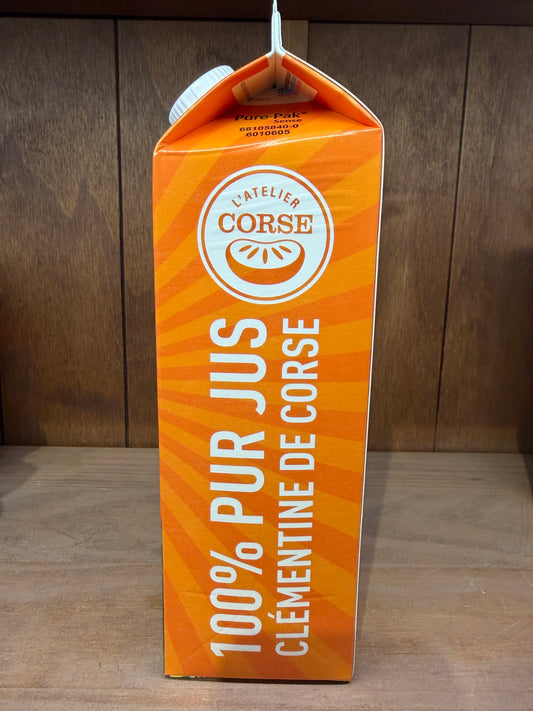 Pure-Pak®
Sense
68105840-0
6010605
L'ATELIER
CORSE
100% PUR JUS
CLÉMENTINE DE CORSE